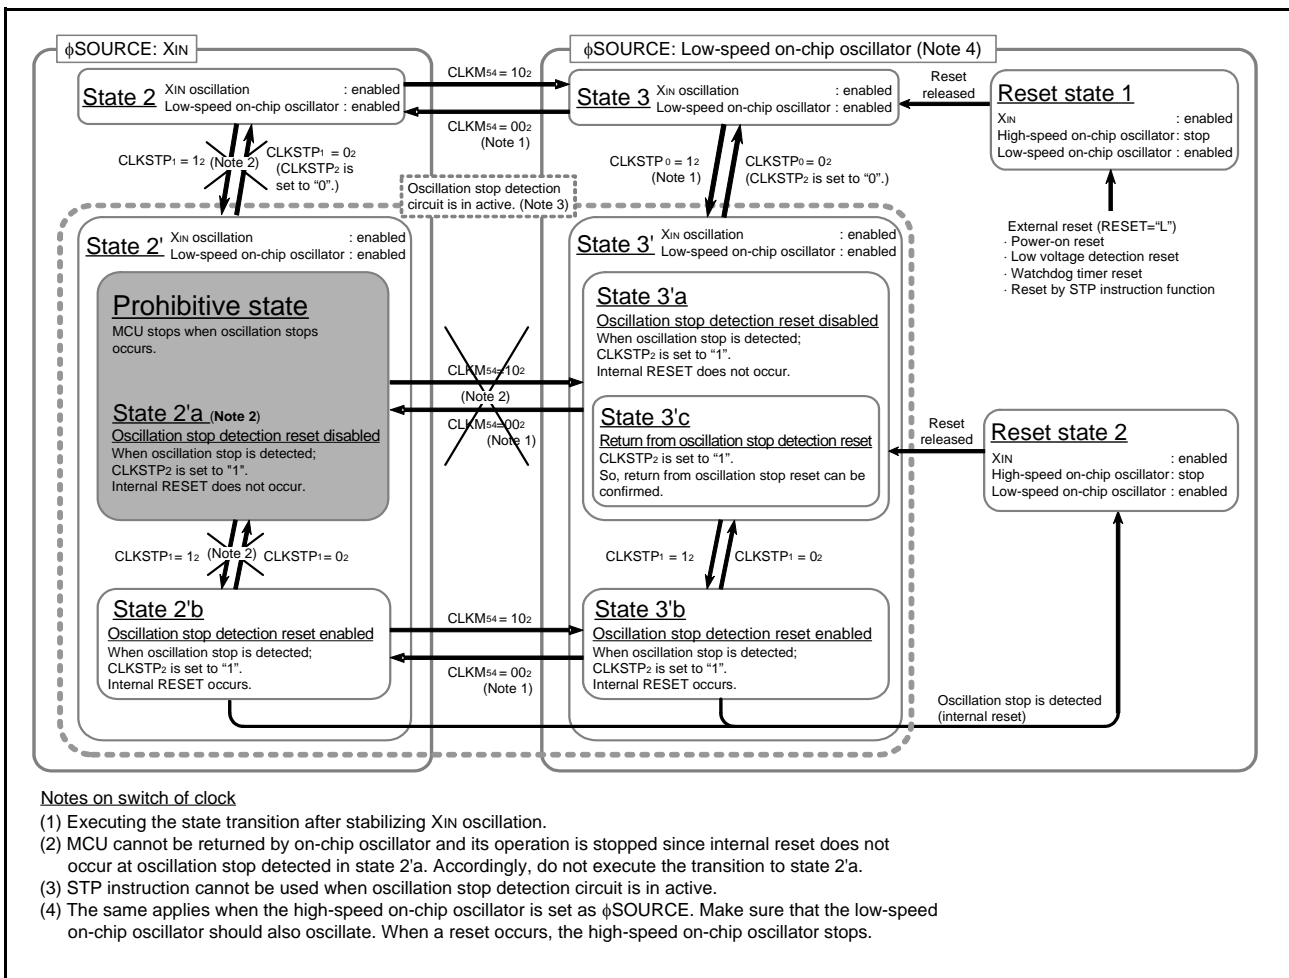 φSOURCE: XIN
φSOURCE: Low-speed on-chip oscillator (Note 4)
State 2
XIN oscillation : enabled
Low-speed on-chip oscillator : enabled
CLKM54 = 102
CLKM54 = 002
(Note 1)
State 3
XIN oscillation : enabled
Low-speed on-chip oscillator : enabled
Reset
released
Reset state 1
XIN : enabled
High-speed on-chip oscillator : stop
Low-speed on-chip oscillator : enabled
CLKSTP1 = 12
(Note 2)
CLKSTP1 = 02
(CLKSTP2 is
set to “0”.)
CLKSTP0 = 12
(Note 1)
CLKSTP0 = 02
(CLKSTP2 is set to “0”.)
Oscillation stop detection
circuit is in active. (Note 3)
External reset (RESET=“L”)
· Power-on reset
· Low voltage detection reset
· Watchdog timer reset
· Reset by STP instruction function
State 2'
XIN oscillation : enabled
Low-speed on-chip oscillator : enabled
State 3'
XIN oscillation : enabled
Low-speed on-chip oscillator : enabled
Prohibitive state
MCU stops when oscillation stops
occurs.
State 2'a (Note 2)
Oscillation stop detection reset disabled
When oscillation stop is detected;
CLKSTP2 is set to "1".
Internal RESET does not occur.
CLKM54=102
(Note 2)
CLKM54=002
(Note 1)
State 3'a
Oscillation stop detection reset disabled
When oscillation stop is detected;
CLKSTP2 is set to “1”.
Internal RESET does not occur.
State 3'c
Return from oscillation stop detection reset
CLKSTP2 is set to “1”.
So, return from oscillation stop reset can be
confirmed.
Reset
released
Reset state 2
XIN : enabled
High-speed on-chip oscillator : stop
Low-speed on-chip oscillator : enabled
CLKSTP1 = 12
(Note 2)
CLKSTP1 = 02
CLKSTP1 = 12
CLKSTP1 = 02
State 2'b
Oscillation stop detection reset enabled
When oscillation stop is detected;
CLKSTP2 is set to “1”.
Internal RESET occurs.
CLKM54 = 102
CLKM54 = 002
(Note 1)
State 3'b
Oscillation stop detection reset enabled
When oscillation stop is detected;
CLKSTP2 is set to “1”.
Internal RESET occurs.
Oscillation stop is detected
(internal reset)
Notes on switch of clock
(1) Executing the state transition after stabilizing XIN oscillation.
(2) MCU cannot be returned by on-chip oscillator and its operation is stopped since internal reset does not
occur at oscillation stop detected in state 2'a. Accordingly, do not execute the transition to state 2'a.
(3) STP instruction cannot be used when oscillation stop detection circuit is in active.
(4) The same applies when the high-speed on-chip oscillator is set as φSOURCE. Make sure that the low-speed
on-chip oscillator should also oscillate. When a reset occurs, the high-speed on-chip oscillator stops.